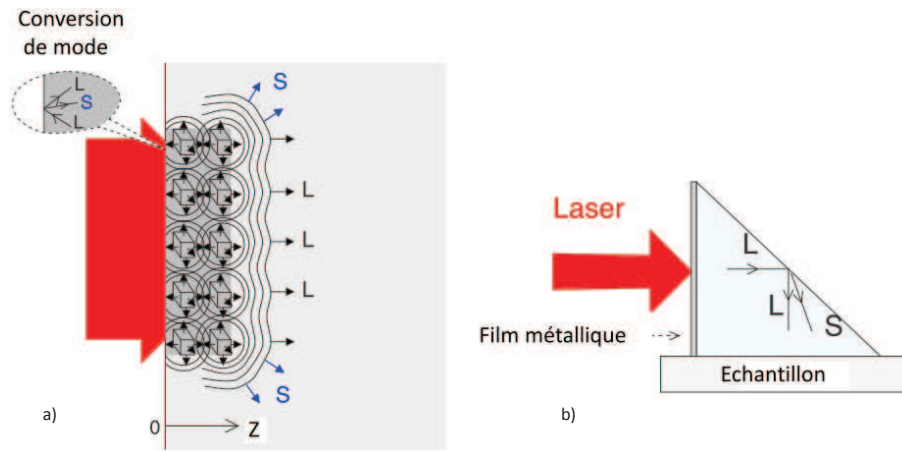 Conversion
de mode
L
S
L
S
L
L
L
S
a)
0
Z
Laser
L
L
S
Film métallique
Echantillon
b)